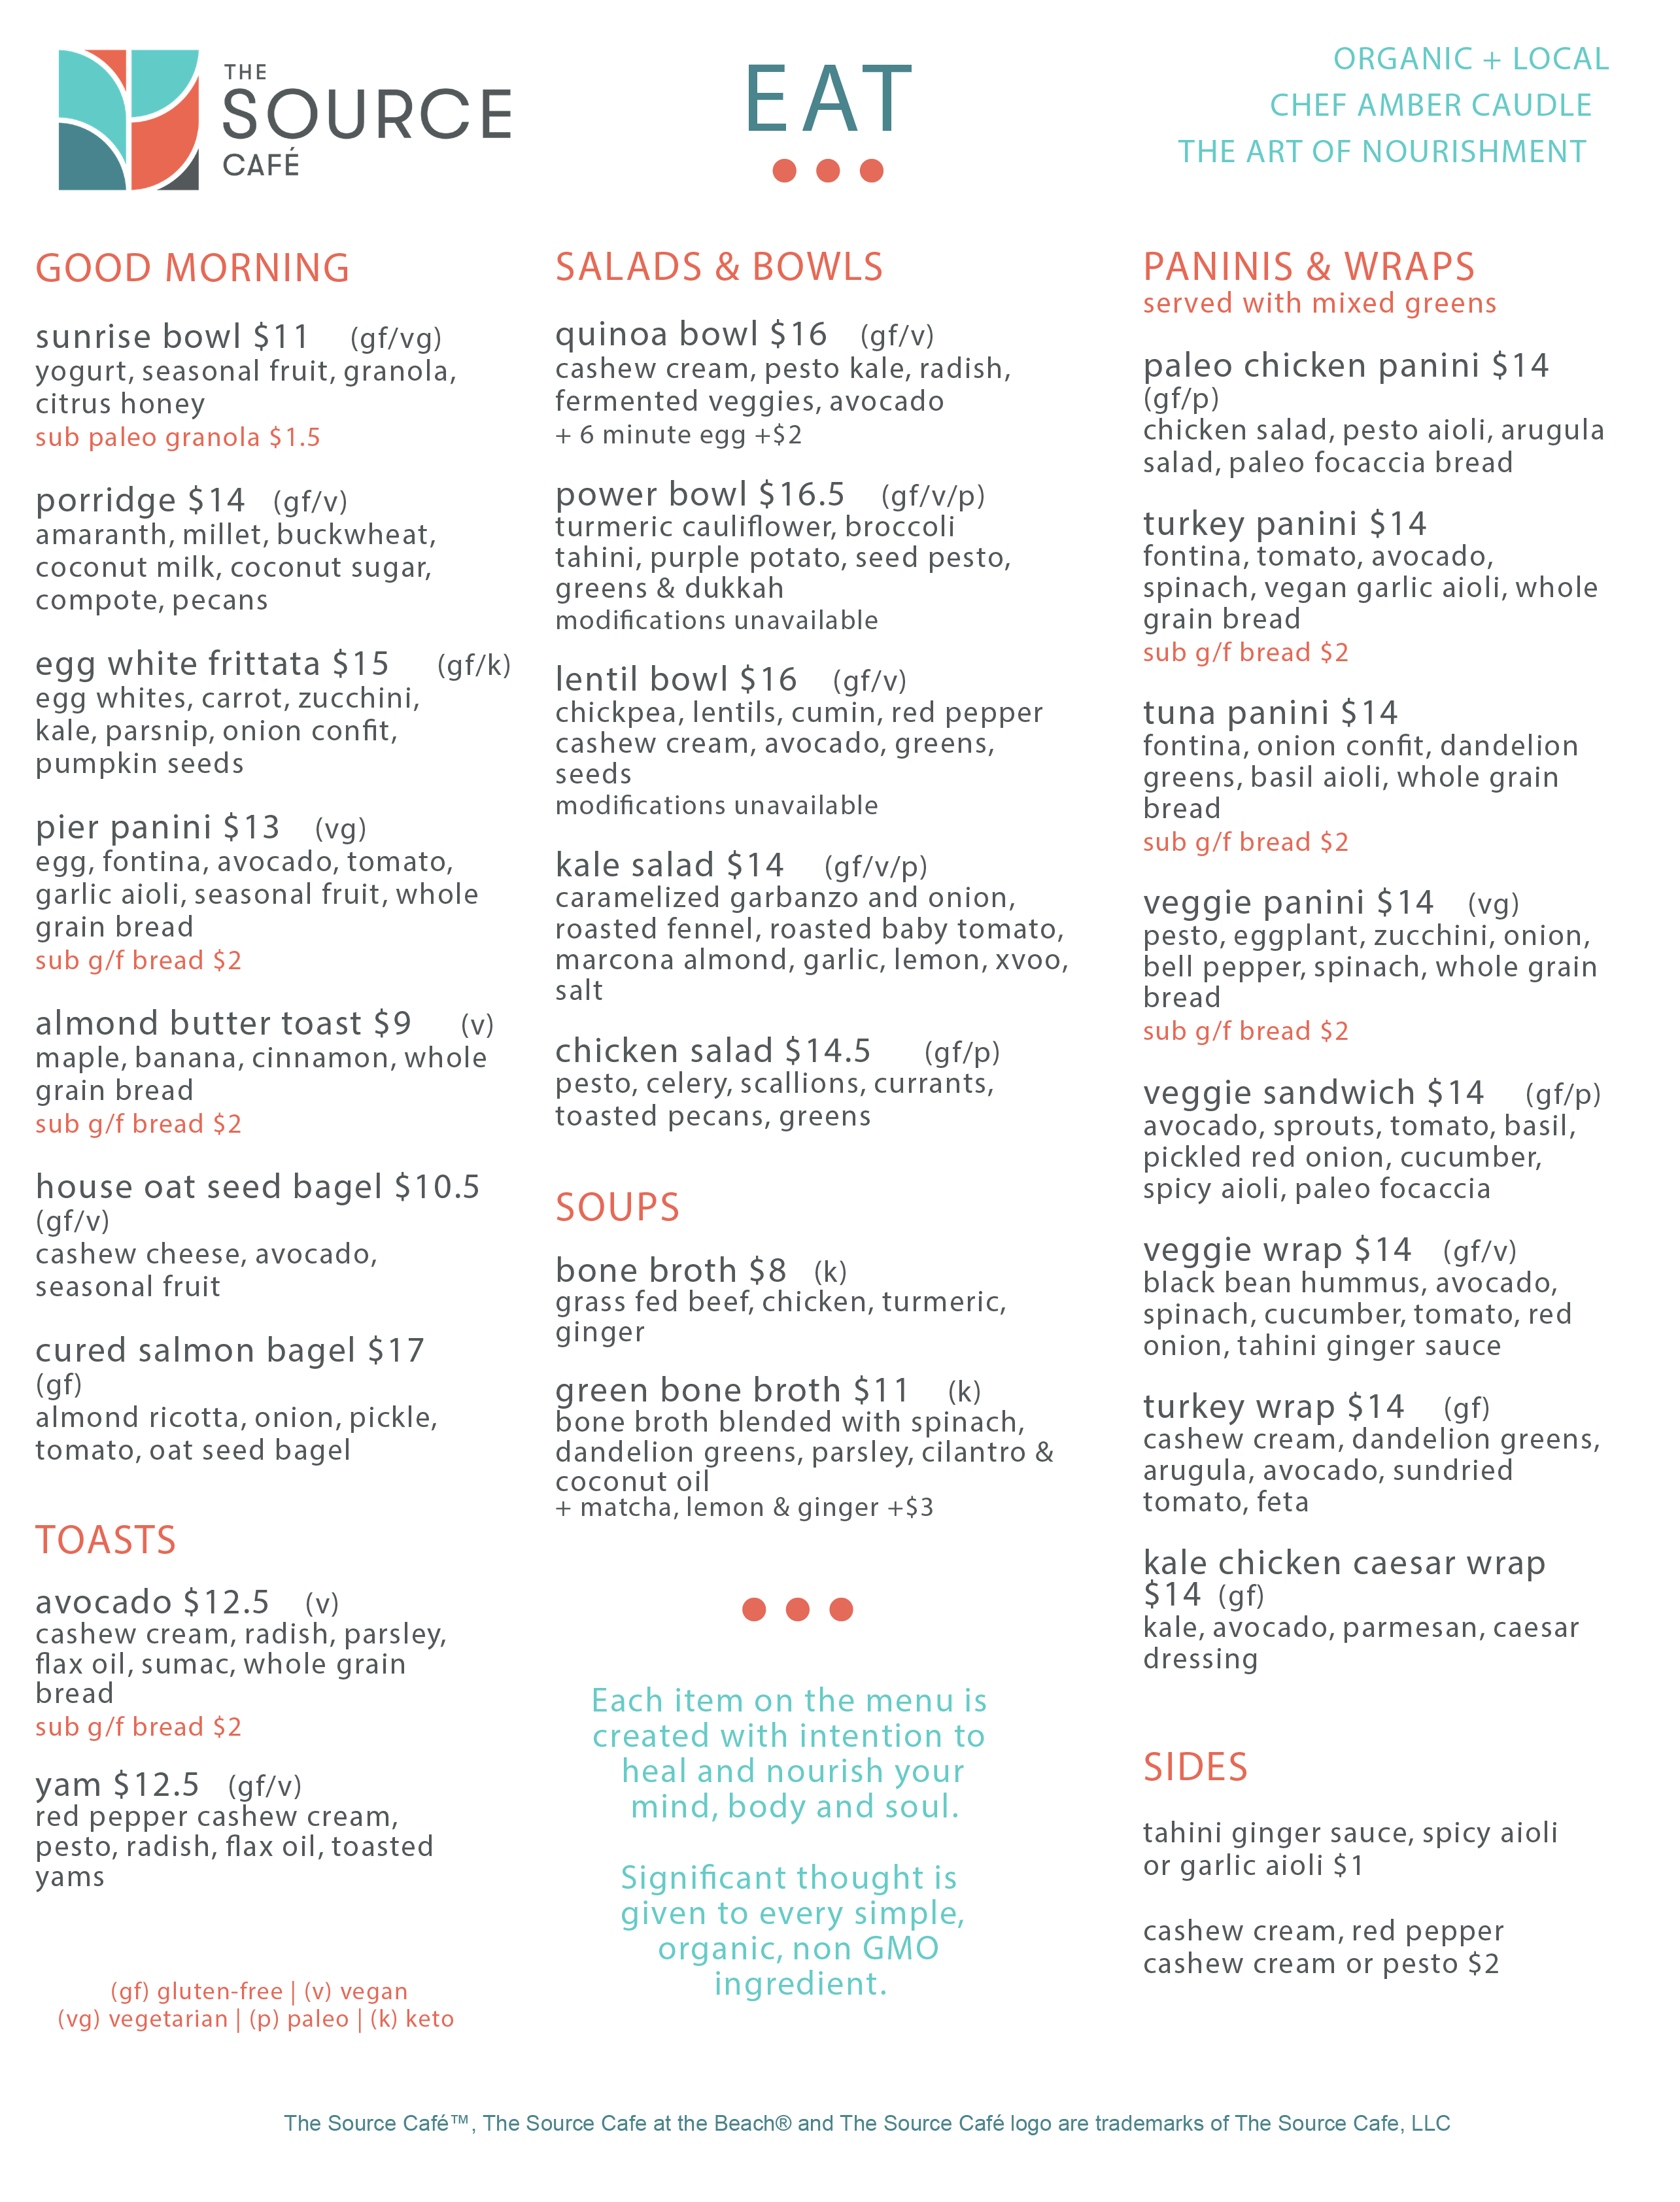 THE
SOURCE
CAFÉ
EAT
ORGANIC + LOCAL
CHEF AMBER CAUDLE
THE ART OF NOURISHMENT
GOOD MORNING
sunrise bowl $11 (gf/vg)
yogurt, seasonal fruit, granola,
citrus honey
sub paleo granola $1.5
porridge $14 (gf/v)
amaranth, millet, buckwheat,
coconut milk, coconut sugar,
compote, pecans
egg white frittata $15 (gf/k)
egg whites, carrot, zucchini,
kale, parsnip, onion confit,
pumpkin seeds
pier panini $13 (vg)
egg, fontina, avocado, tomato,
garlic aioli, seasonal fruit, whole
grain bread
sub g/f bread $2
almond butter toast $9 (v)
maple, banana, cinnamon, whole
grain bread
sub g/f bread $2
house oat seed bagel $10.5
(gf/v)
cashew cheese, avocado,
seasonal fruit
cured salmon bagel $17
(gf)
almond ricotta, onion, pickle,
tomato, oat seed bagel
TOASTS
avocado $12.5 (v)
cashew cream, radish, parsley,
flax oil, sumac, whole grain
bread
sub g/f bread $2
yam $12.5 (gf/v)
red pepper cashew cream,
pesto, radish, flax oil, toasted
yams
(gf) gluten-free | (v) vegan
(vg) vegetarian | (p) paleo | (k) keto
SALADS & BOWLS
quinoa bowl $16 (gf/v)
cashew cream, pesto kale, radish,
fermented veggies, avocado
+ 6 minute egg +$2
power bowl $16.5 (gf/v/p)
turmeric cauliflower, broccoli
tahini, purple potato, seed pesto,
greens & dukkah
modifications unavailable
lentil bowl $16 (gf/v)
chickpea, lentils, cumin, red pepper
cashew cream, avocado, greens,
seeds
modifications unavailable
kale salad $14 (gf/v/p)
caramelized garbanzo and onion,
roasted fennel, roasted baby tomato,
marcona almond, garlic, lemon, xvoo,
salt
chicken salad $14.5 (gf/p)
pesto, celery, scallions, currants,
toasted pecans, greens
SOUPS
bone broth $8 (k)
grass fed beef, chicken, turmeric,
ginger
green bone broth $11 (k)
bone broth blended with spinach,
dandelion greens, parsley, cilantro &
coconut oil
+ matcha, lemon & ginger +$3
Each item on the menu is
created with intention to
heal and nourish your
mind, body and soul.
Significant thought is
given to every simple,
organic, non GMO
ingredient.
PANINIS & WRAPS
served with mixed greens
paleo chicken panini $14
(gf/p)
chicken salad, pesto aioli, arugula
salad, paleo focaccia bread
turkey panini $14
fontina, tomato, avocado,
spinach, vegan garlic aioli, whole
grain bread
sub g/f bread $2
tuna panini $14
fontina, onion confit, dandelion
greens, basil aioli, whole grain
bread
sub g/f bread $2
veggie panini $14 (vg)
pesto, eggplant, zucchini, onion,
bell pepper, spinach, whole grain
bread
sub g/f bread $2
veggie sandwich $14 (gf/p)
avocado, sprouts, tomato, basil,
pickled red onion, cucumber,
spicy aioli, paleo focaccia
veggie wrap $14 (gf/v)
black bean hummus, avocado,
spinach, cucumber, tomato, red
onion, tahini ginger sauce
turkey wrap $14 (gf)
cashew cream, dandelion greens,
arugula, avocado, sundried
tomato, feta
kale chicken caesar wrap
$14 (gf)
kale, avocado, parmesan, caesar
dressing
SIDES
tahini ginger sauce, spicy aioli
or garlic aioli $1
cashew cream, red pepper
cashew cream or pesto $2
The Source Café™, The Source Cafe at the Beach® and The Source Café logo are trademarks of The Source Cafe, LLC